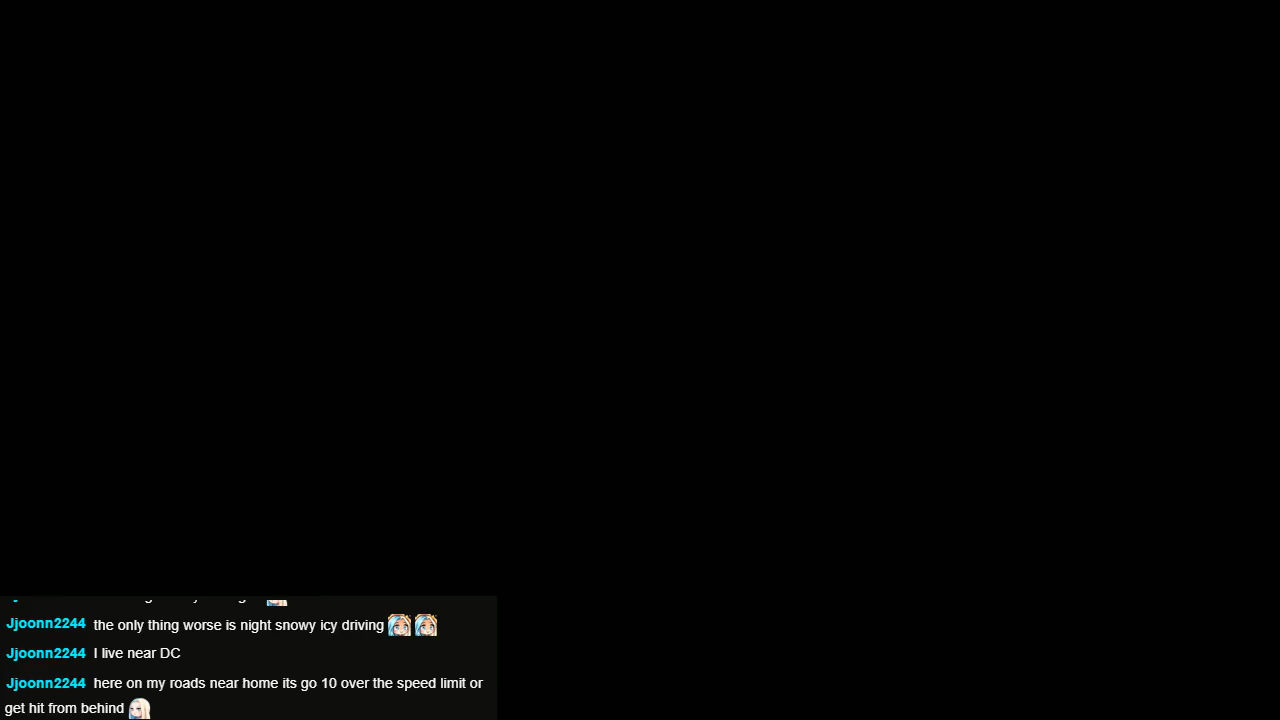 Jjoonn2244 the only thing worse is night snowy icy driving
Jjoonn2244 I live near DC
Jjoonn2244 here on my roads near home its go 10 over the speed limit or
get hit from behind